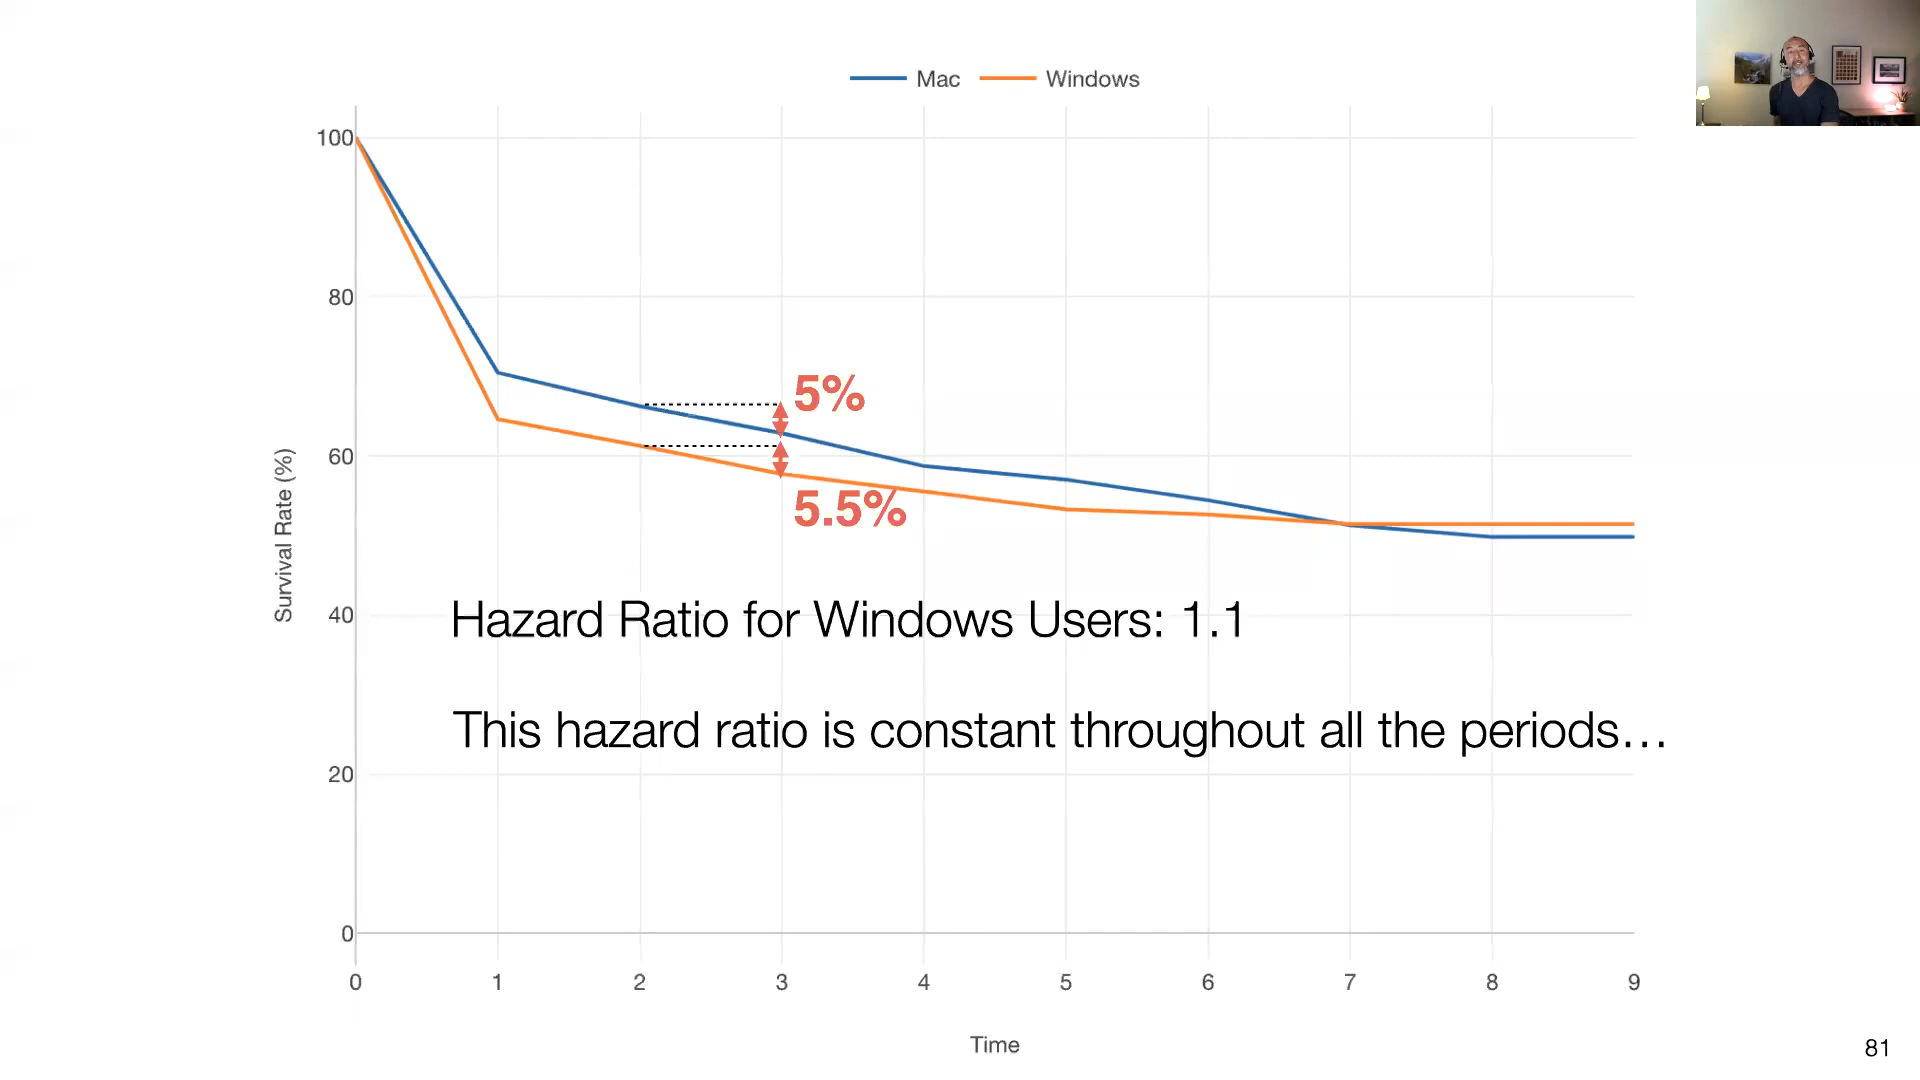 Mac Windows
100
80
60
40
20
0
Survival Rate (%)
5%
5.5%
Hazard Ratio for Windows Users: 1.1
This hazard ratio is constant throughout all the periods…
0 1 2 3 4 5 6 7 8 9
Time
81